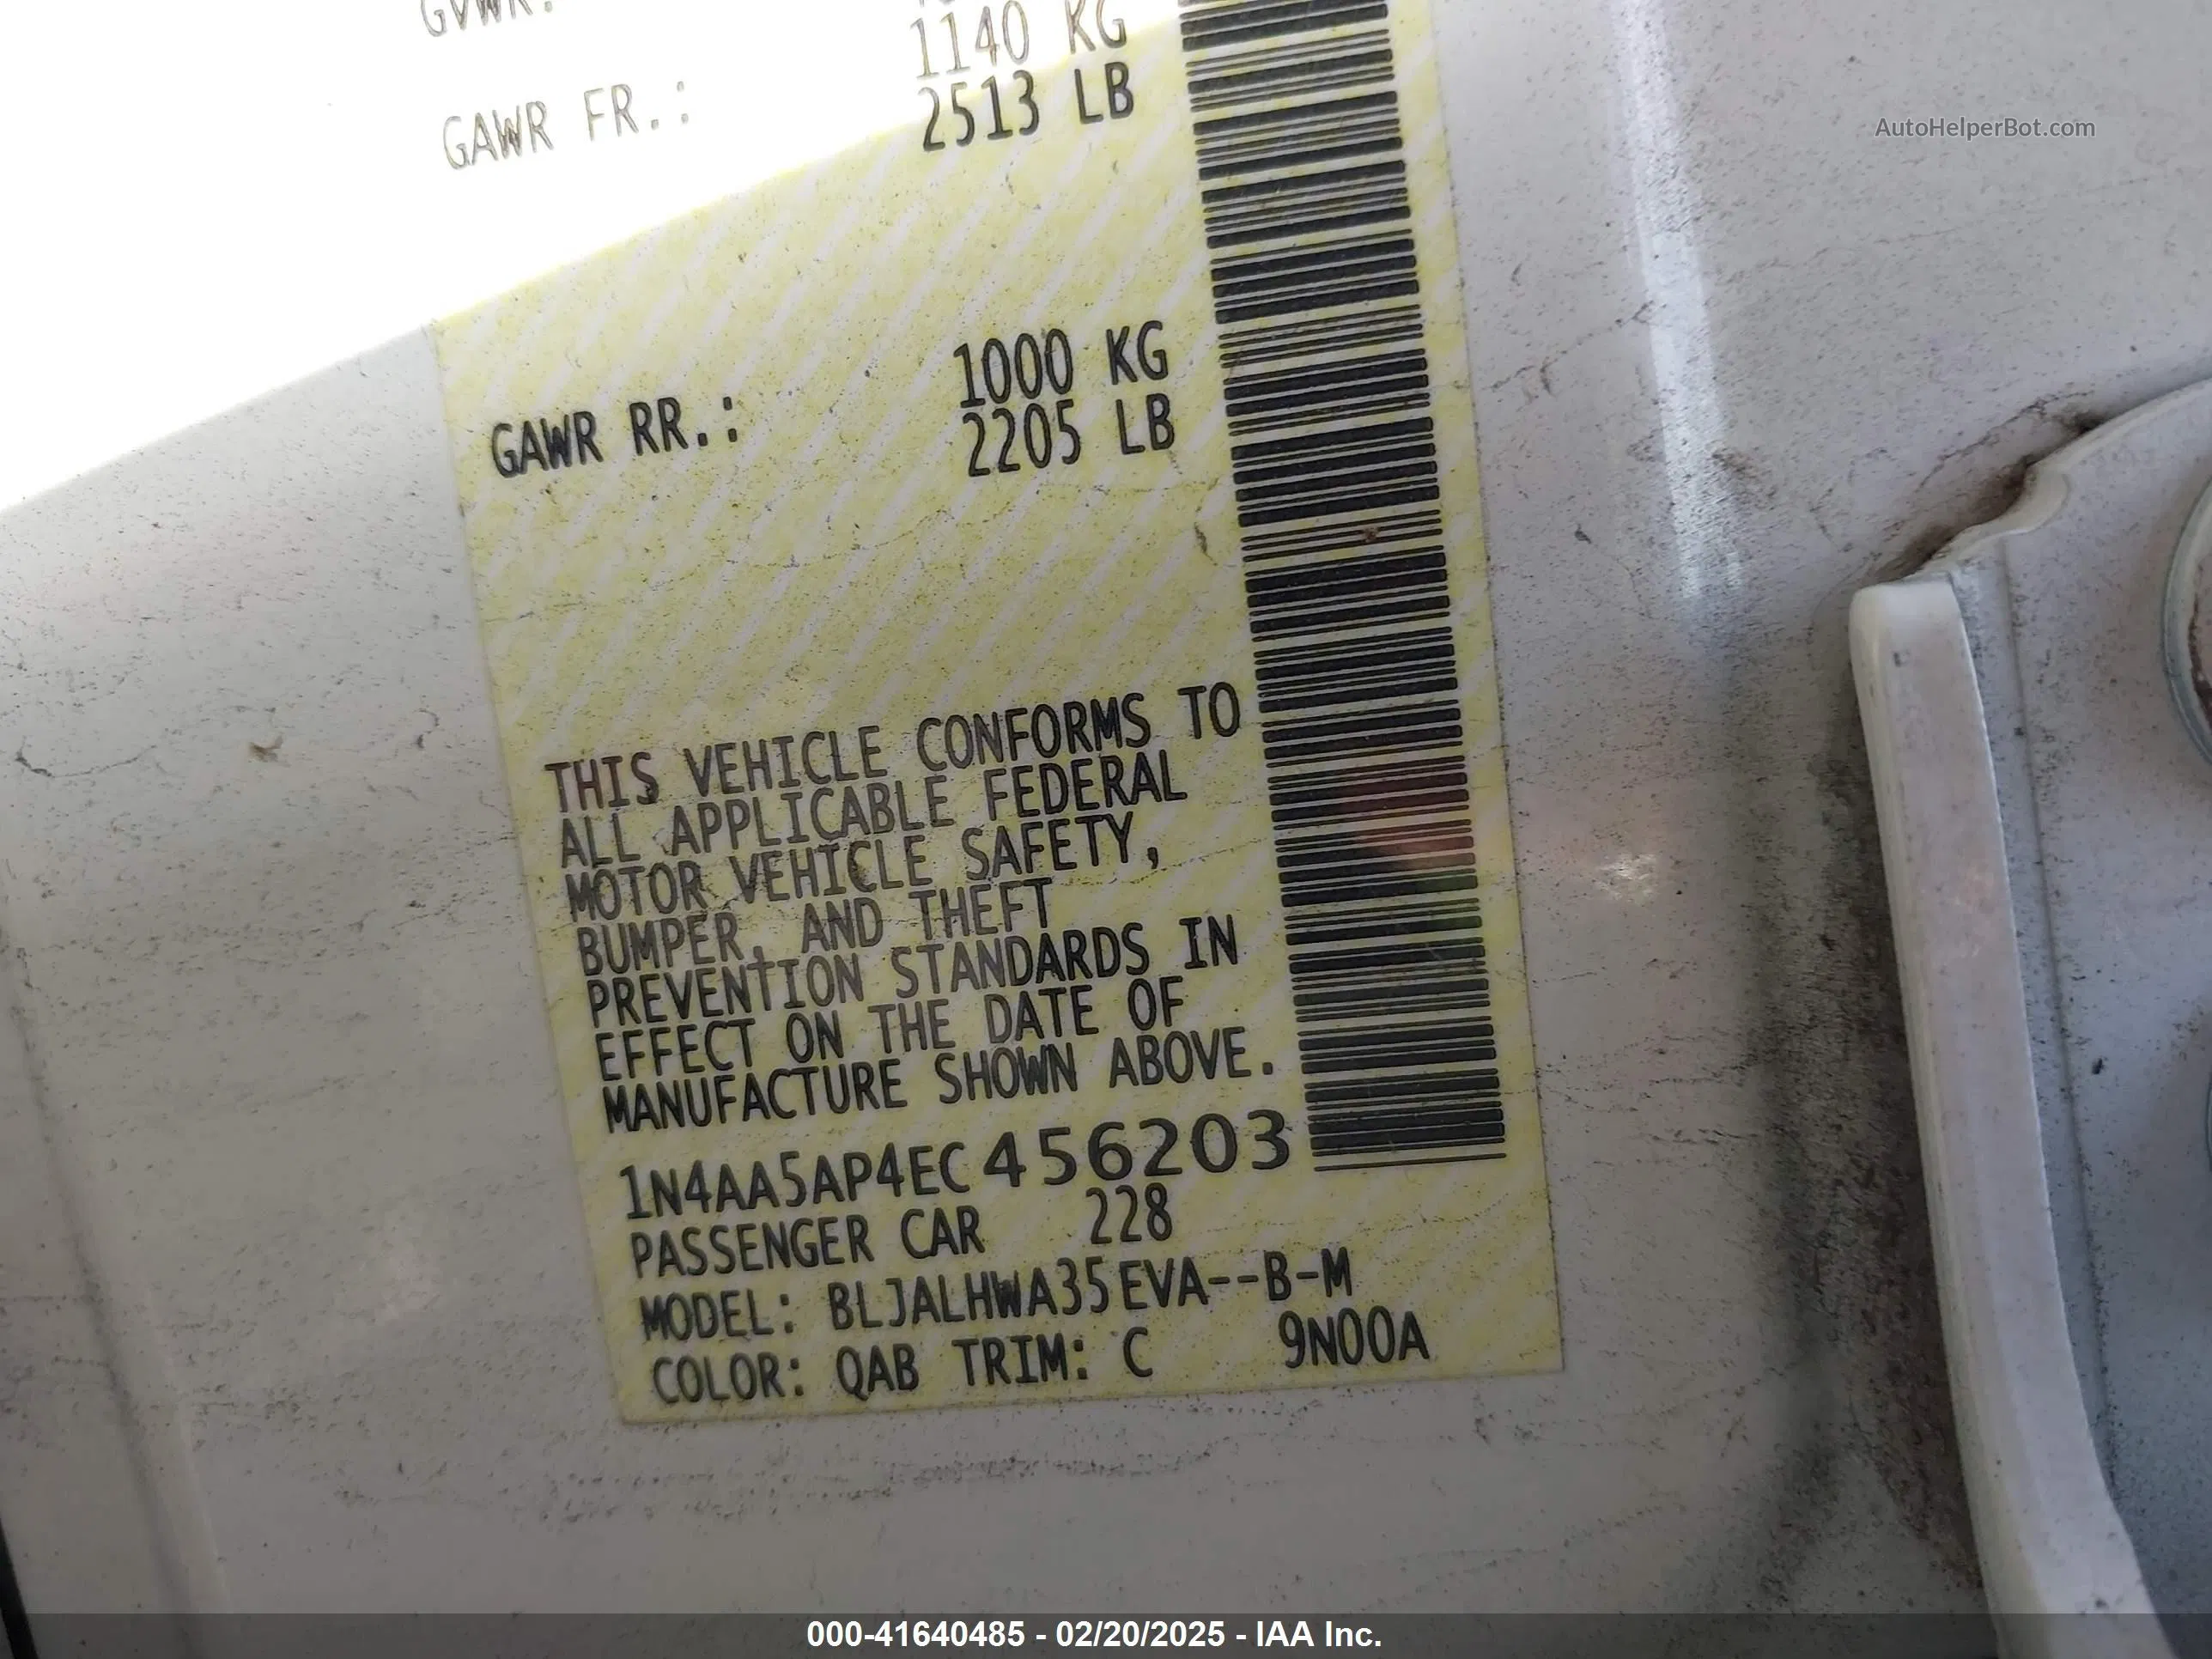 GVWR:
1140 KG
GAWR FR.: 2513 LB
AutoHelperBot.com
1000 KG
GAWR RR.: 2205 LB
THIS VEHICLE CONFORMS TO
ALL APPLICABLE FEDERAL
MOTOR VEHICLE SAFETY,
BUMPER, AND THEFT
PREVENTION STANDARDS IN
EFFECT ON THE DATE OF
MANUFACTURE SHOWN ABOVE.
1N4AA5AP4EC456203
PASSENGER CAR 228
MODEL: BLJALHWA35EVA--B-M
COLOR: QAB TRIM: C 9N00A
000-41640485 - 02/20/2025 - IAA Inc.